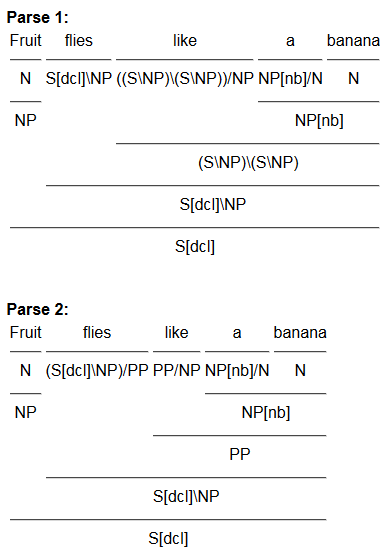 Parse 1:
Fruit flies like a banana
N S[dcl]\NP ((S\NP)\(S\NP))/NP NP[nb]/N N
NP NP[nb]
(S\NP)\(S\NP)
S[dcl]\NP
S[dcl]
Parse 2:
Fruit flies like a banana
N (S[dcl]\NP)/PP PP/NP NP[nb]/N N
NP NP[nb]
PP
S[dcl]\NP
S[dcl]